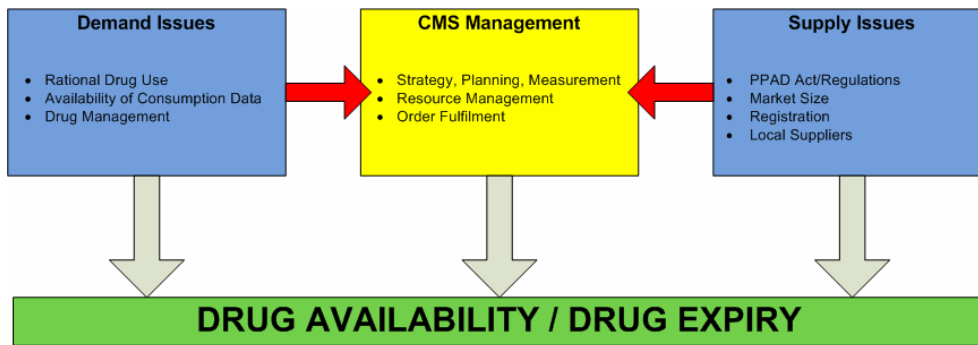 Demand Issues
• Rational Drug Use
• Availability of Consumption Data
• Drug Management
CMS Management
• Strategy, Planning, Measurement
• Resource Management
• Order Fulfilment
Supply Issues
• PPAD Act/Regulations
• Market Size
• Registration
• Local Suppliers
DRUG AVAILABILITY / DRUG EXPIRY